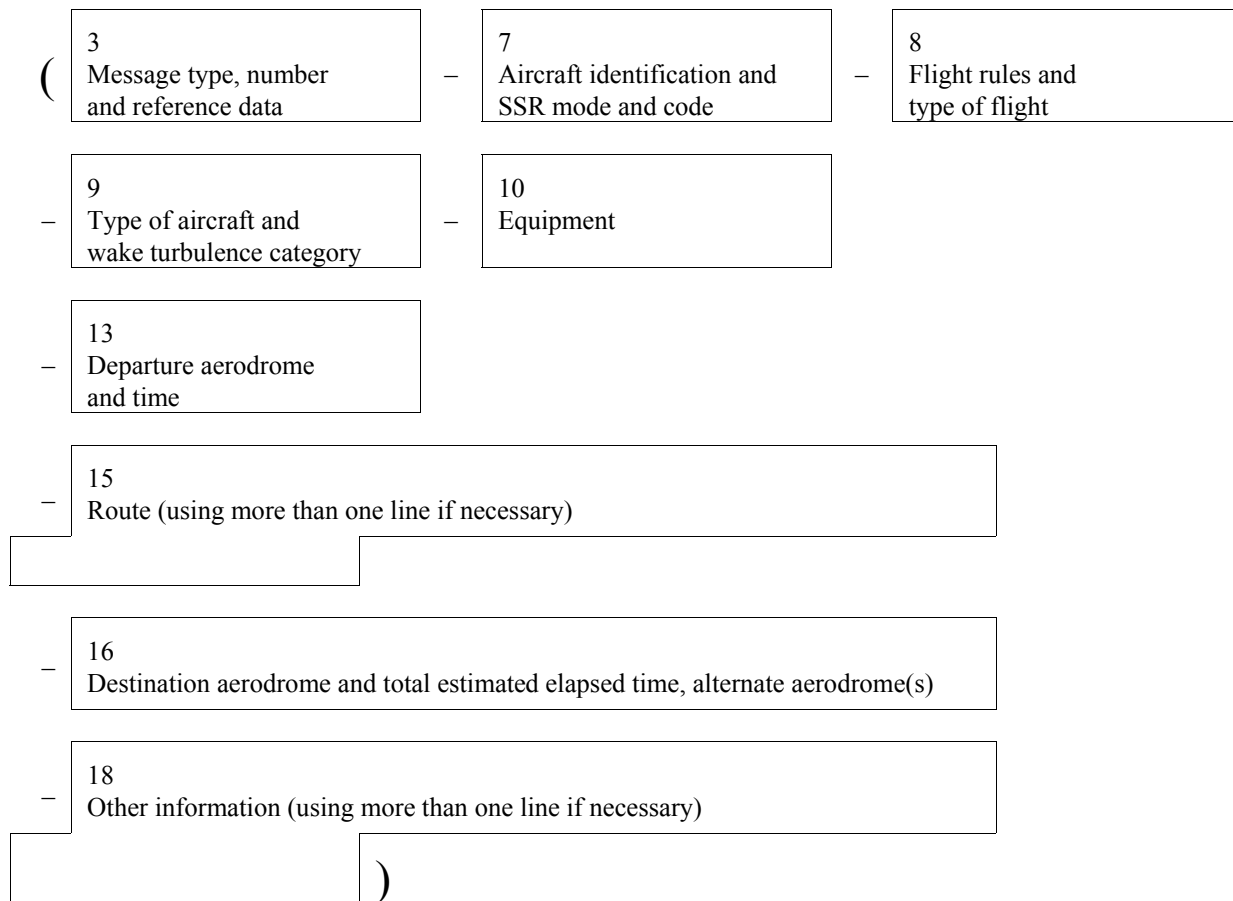 ( 3 7 8
Message type, number – Aircraft identification and – Flight rules and
and reference data SSR mode and code type of flight
9 10
– Type of aircraft and – Equipment
wake turbulence category
13
– Departure aerodrome
and time
15
– Route (using more than one line if necessary)
16
– Destination aerodrome and total estimated elapsed time, alternate aerodrome(s)
18
– Other information (using more than one line if necessary)
)